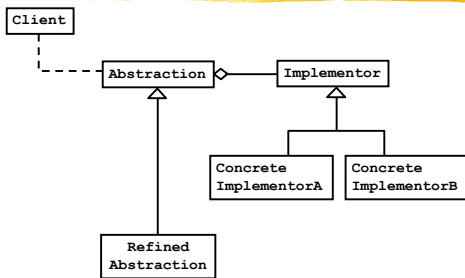 Client
Abstraction
Implementor
Concrete
ImplementorA
Concrete
ImplementorB
Refined
Abstraction